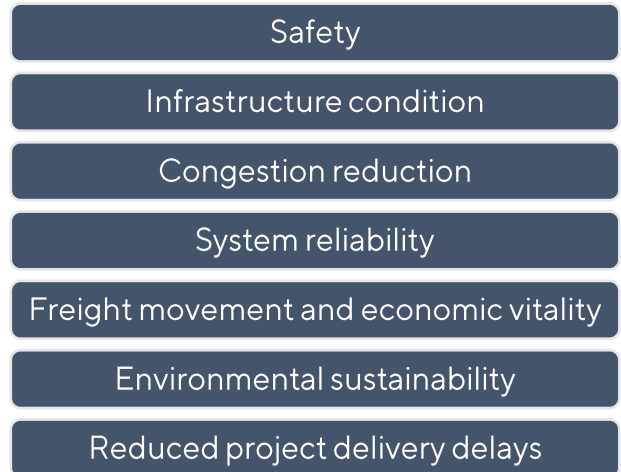 Safety
Infrastructure condition
Congestion reduction
System reliability
Freight movement and economic vitality
Environmental sustainability
Reduced project delivery delays